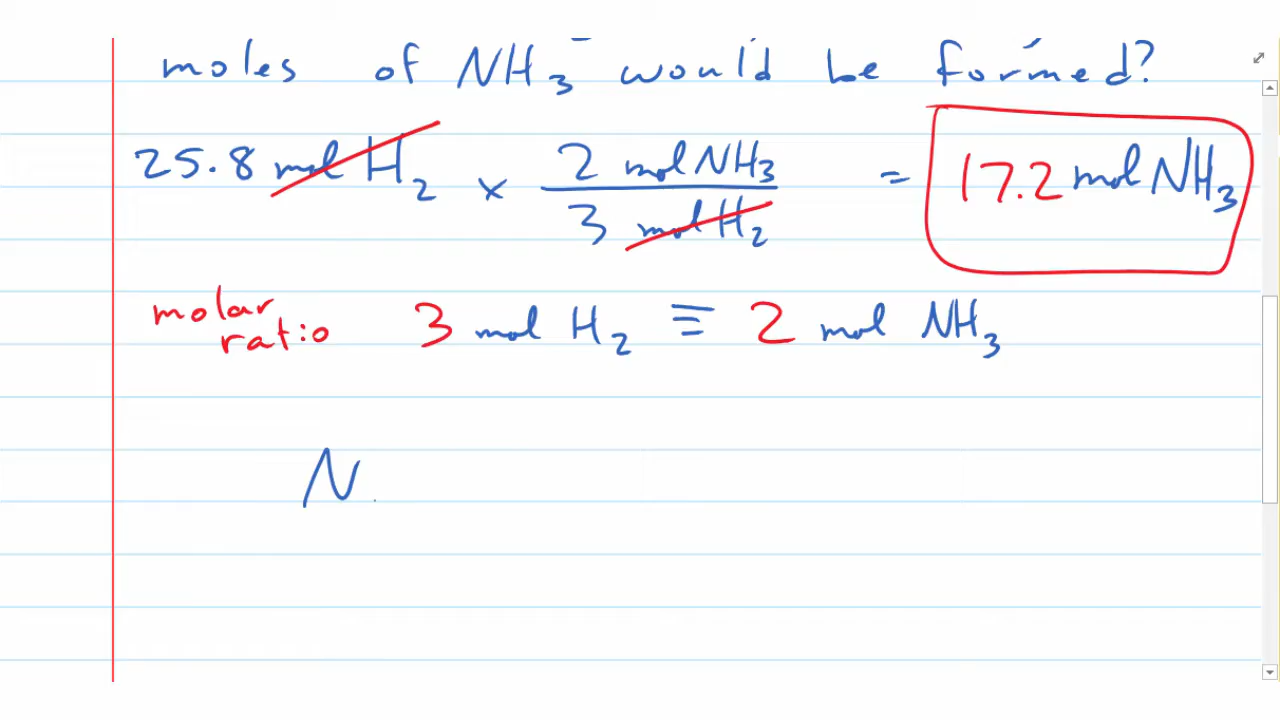 moles of NH₃ would be formed?
25.8 mol H₂ × 2 mol NH₃ / 3 mol H₂ = 17.2 mol NH₃
molar ratio 3 mol H₂ ≡ 2 mol NH₃
N